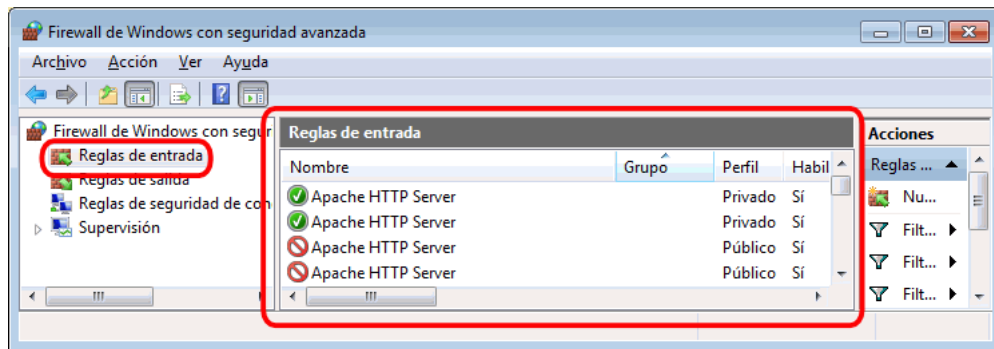 Firewall de Windows con seguridad avanzada
Archivo Acción Ver Ayuda
Firewall de Windows con segur
Reglas de entrada
Reglas de salida
Reglas de seguridad de con
Supervisión
Reglas de entrada
Nombre Grupo Perfil Habil
Apache HTTP Server Privado Sí
Apache HTTP Server Privado Sí
Apache HTTP Server Público Sí
Apache HTTP Server Público Sí
Acciones
Reglas ...
Nu...
Filt...
Filt...
Filt...